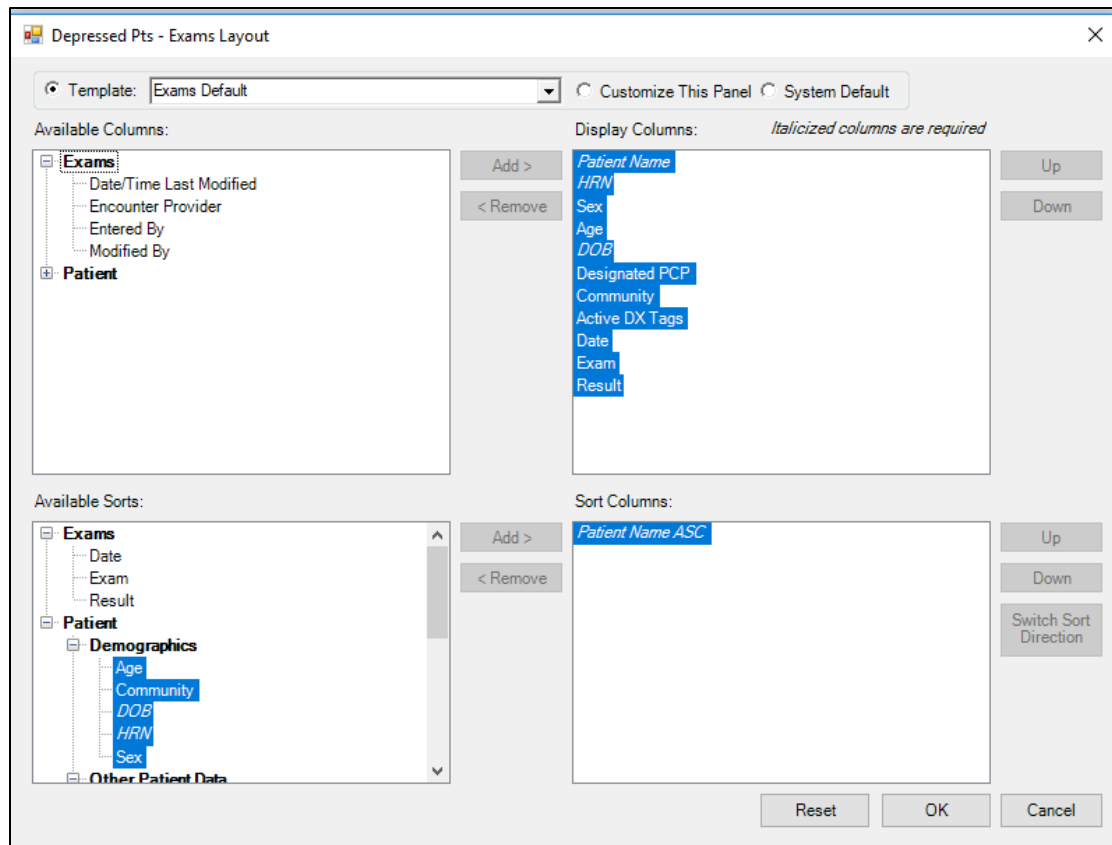 Depressed Pts - Exams Layout
Template: Exams Default Customize This Panel System Default
Available Columns:
Exams
Date/Time Last Modified
Encounter Provider
Entered By
Modified By
Patient
Add >
< Remove
Display Columns: Italicized columns are required
Patient Name
HRN
Sex
Age
DOB
Designated PCP
Community
Active DX Tags
Date
Exam
Result
Up
Down
Available Sorts:
Exams
Date
Exam
Result
Patient
Demographics
Age
Community
DOB
HRN
Sex
Other Patient Data
Add >
< Remove
Sort Columns:
Patient Name ASC
Up
Down
Switch Sort
Direction
Reset OK Cancel